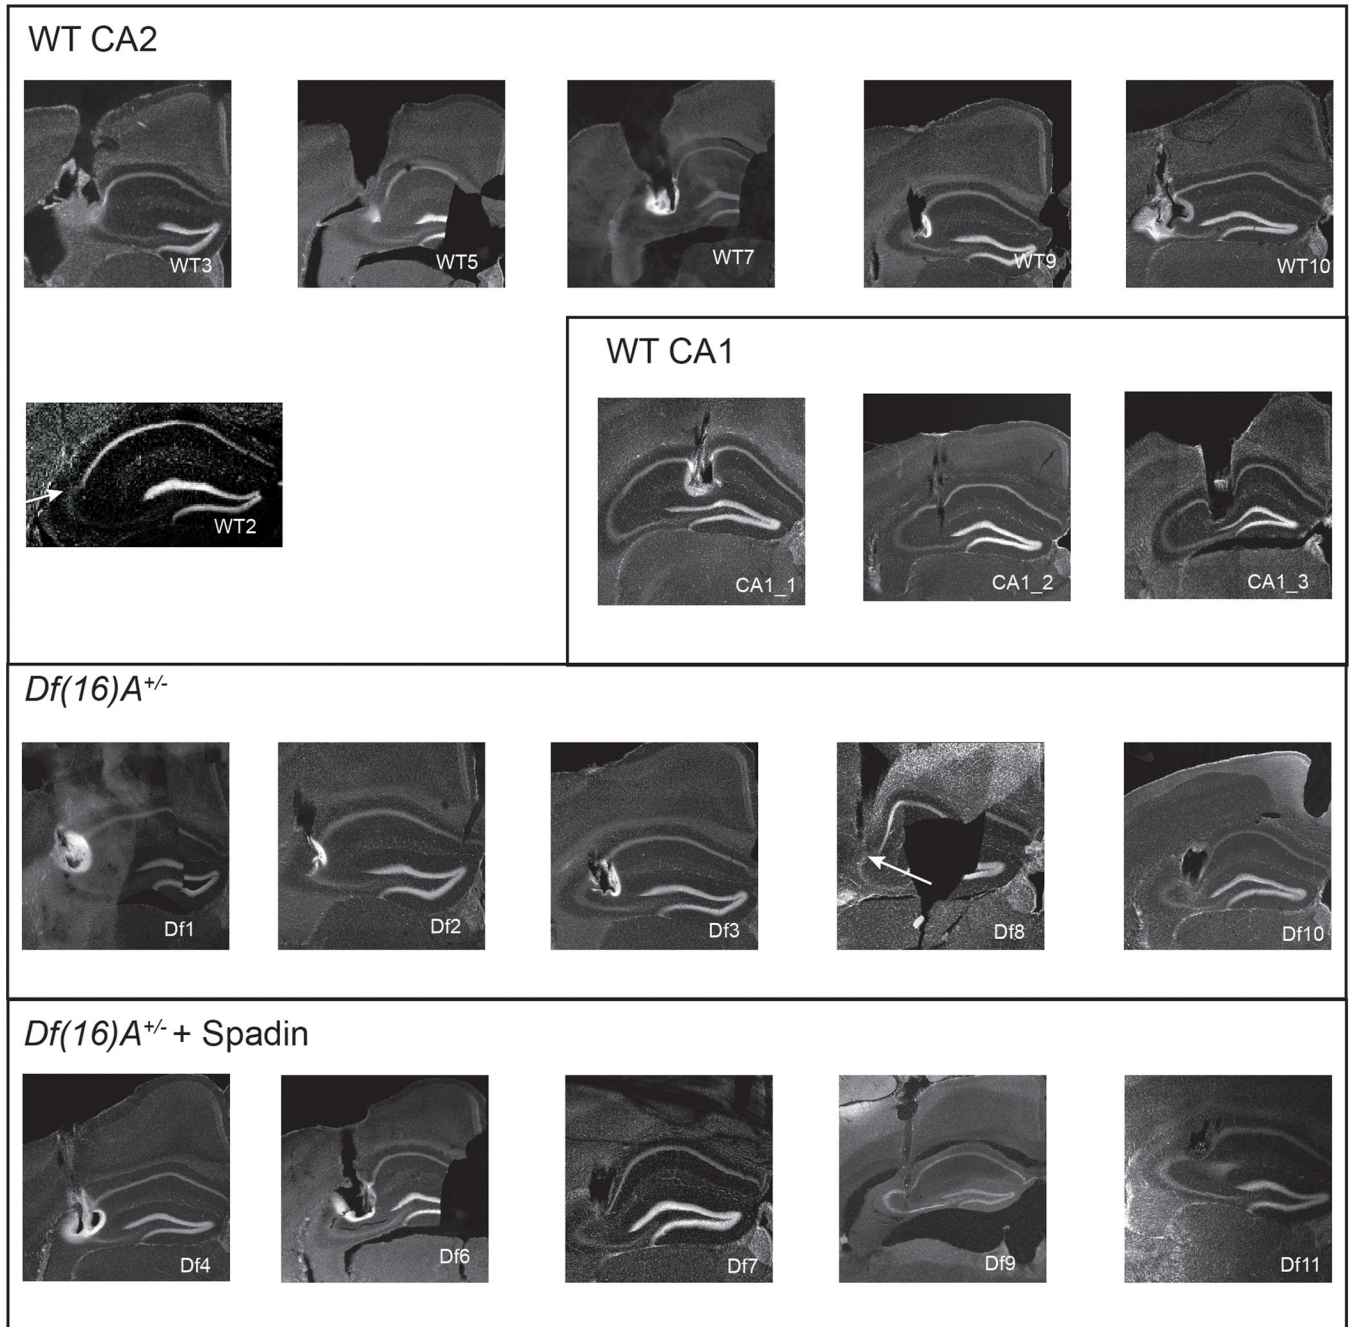 WT CA2
WT3
WT5
WT7
WT9
WT10
WT2
WT CA1
CA1_1
CA1_2
CA1_3
Df(16)A+/-
Df1
Df2
Df3
Df8
Df10
Df(16)A+/- + Spadin
Df4
Df6
Df7
Df9
Df11